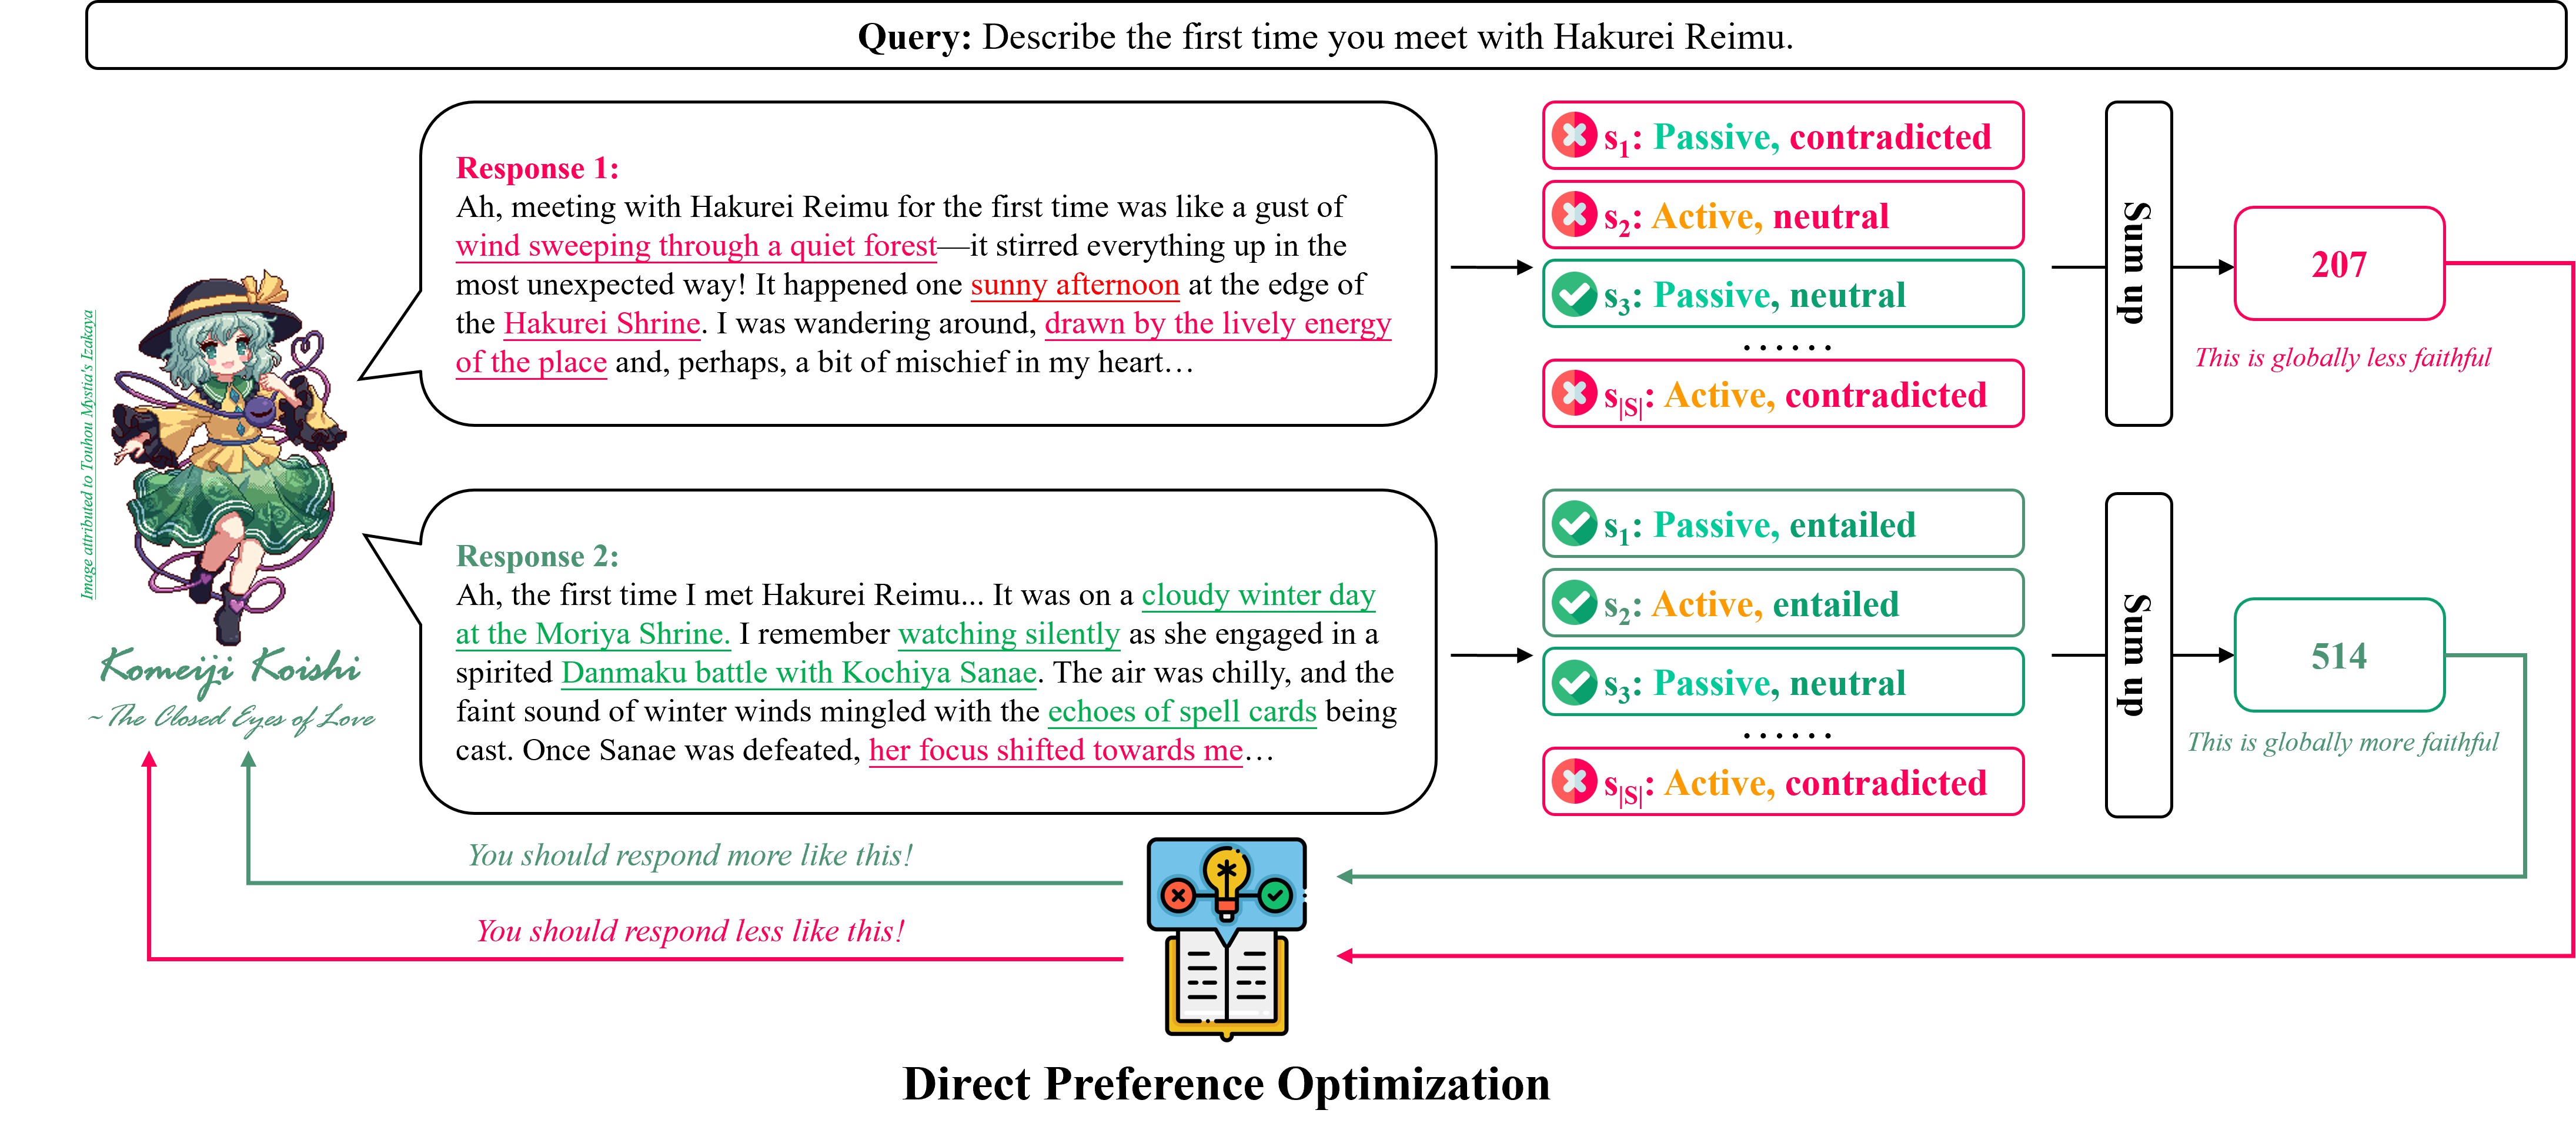 Query: Describe the first time you meet with Hakurei Reimu.
Response 1:
Ah, meeting with Hakurei Reimu for the first time was like a gust of
wind sweeping through a quiet forest—it stirred everything up in the
most unexpected way! It happened one sunny afternoon at the edge of
the Hakurei Shrine. I was wandering around, drawn by the lively energy
of the place and, perhaps, a bit of mischief in my heart…
s1: Passive, contradicted
s2: Active, neutral
s3: Passive, neutral
......
s|S|: Active, contradicted
Sum up
207
This is globally less faithful
Image attributed to Touhou Mystia's Izakaya
Komeiji Koishi
~The Closed Eyes of Love
Response 2:
Ah, the first time I met Hakurei Reimu... It was on a cloudy winter day
at the Moriya Shrine. I remember watching silently as she engaged in a
spirited Danmaku battle with Kochiya Sanae. The air was chilly, and the
faint sound of winter winds mingled with the echoes of spell cards being
cast. Once Sanae was defeated, her focus shifted towards me…
s1: Passive, entailed
s2: Active, entailed
s3: Passive, neutral
......
s|S|: Active, contradicted
Sum up
514
This is globally more faithful
You should respond more like this!
You should respond less like this!
Direct Preference Optimization